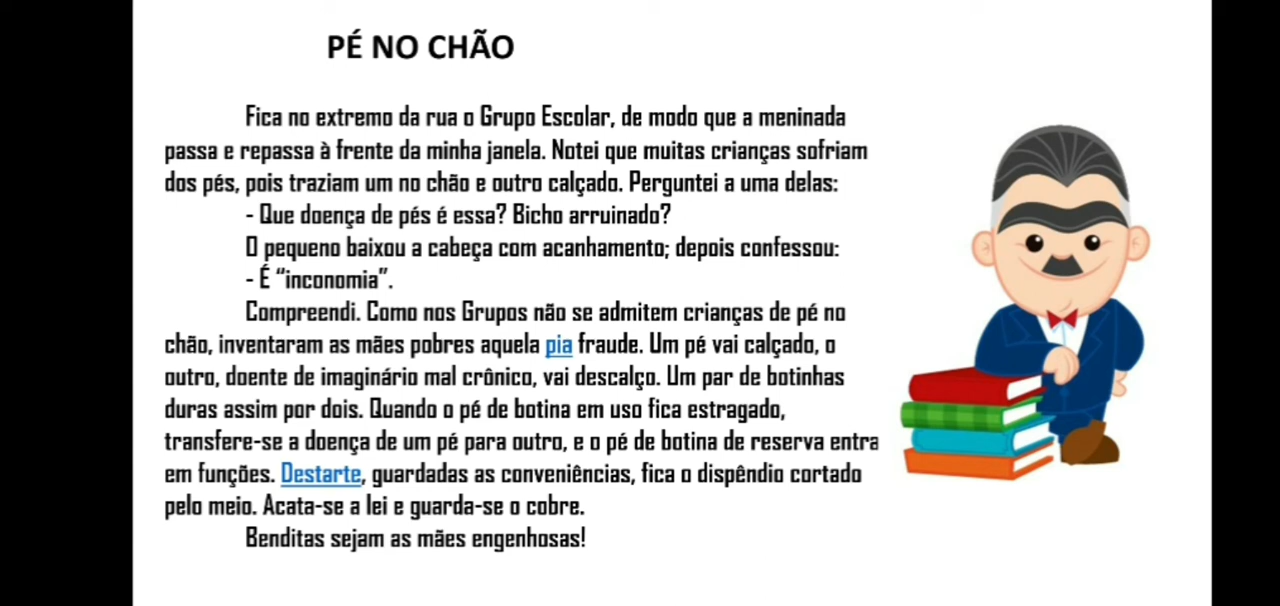 PÉ NO CHÃO
Fica no extremo da rua o Grupo Escolar, de modo que a meninada
passa e repassa à frente da minha janela. Notei que muitas crianças sofriam
dos pés, pois traziam um no chão e outro calçado. Perguntei a uma delas:
- Que doença de pés é essa? Bicho arruinado?
O pequeno baixou a cabeça com acanhamento; depois confessou:
- É “inconomia”.
Compreendi. Como nos Grupos não se admitem crianças de pé no
chão, inventaram as mães pobres aquela pia fraude. Um pé vai calçado, o
outro, doente de imaginário mal crônico, vai descalço. Um par de botinhas
duras assim por dois. Quando o pé de botina em uso fica estragado,
transfere-se a doença de um pé para outro, e o pé de botina de reserva entra
em funções. Destarte, guardadas as conveniências, fica o dispêndio cortado
pelo meio. Acata-se a lei e guarda-se o cobre.
Benditas sejam as mães engenhosas!